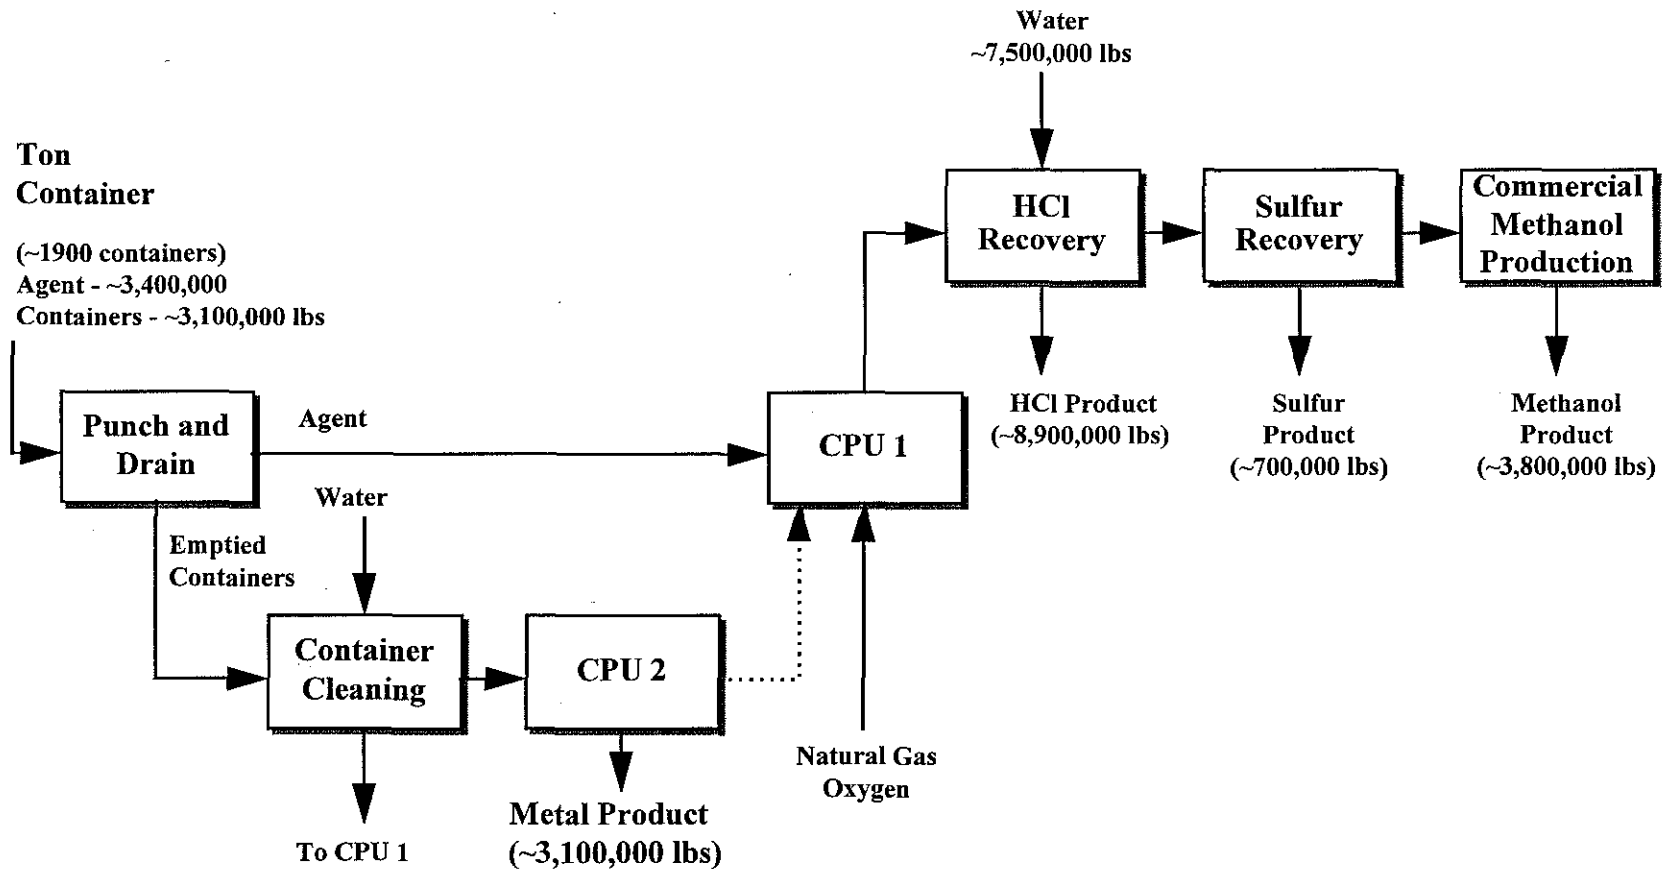 Water
~7,500,000 lbs
Ton
Container
(~1900 containers)
Agent - ~3,400,000
Containers - ~3,100,000 lbs
HCl
Recovery
Sulfur
Recovery
Commercial
Methanol
Production
HCl Product
(~8,900,000 lbs)
Sulfur
Product
(~700,000 lbs)
Methanol
Product
(~3,800,000 lbs)
Punch and
Drain
Agent
CPU 1
Water
Emptied
Containers
Container
Cleaning
CPU 2
Natural Gas
Oxygen
To CPU 1
Metal Product
(~3,100,000 lbs)